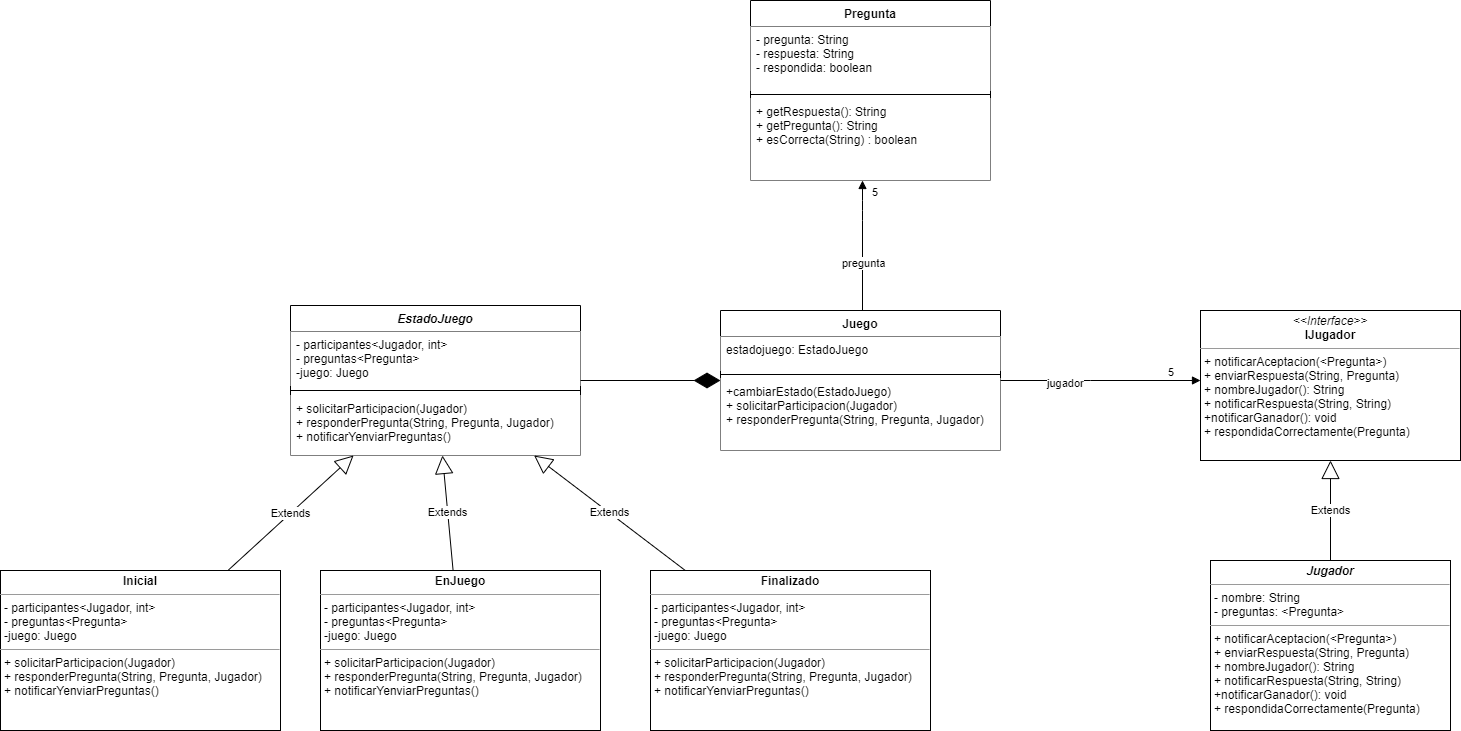 Pregunta
- pregunta: String
- respuesta: String
- respondida: boolean
+ getRespuesta(): String
+ getPregunta(): String
+ esCorrecta(String) : boolean
5
pregunta
EstadoJuego
- participantes<Jugador, int>
- preguntas<Pregunta>
-juego: Juego
+ solicitarParticipacion(Jugador)
+ responderPregunta(String, Pregunta, Jugador)
+ notificarYenviarPreguntas()
Juego
estadojuego: EstadoJuego
+cambiarEstado(EstadoJuego)
+ solicitarParticipacion(Jugador)
+ responderPregunta(String, Pregunta, Jugador)
jugador
5
<<Interface>>
IJugador
+ notificarAceptacion(<Pregunta>)
+ enviarRespuesta(String, Pregunta)
+ nombreJugador(): String
+ notificarRespuesta(String, String)
+notificarGanador(): void
+ respondidaCorrectamente(Pregunta)
Extends
Extends
Extends
Extends
Inicial
- participantes<Jugador, int>
- preguntas<Pregunta>
-juego: Juego
+ solicitarParticipacion(Jugador)
+ responderPregunta(String, Pregunta, Jugador)
+ notificarYenviarPreguntas()
EnJuego
- participantes<Jugador, int>
- preguntas<Pregunta>
-juego: Juego
+ solicitarParticipacion(Jugador)
+ responderPregunta(String, Pregunta, Jugador)
+ notificarYenviarPreguntas()
Finalizado
- participantes<Jugador, int>
- preguntas<Pregunta>
-juego: Juego
+ solicitarParticipacion(Jugador)
+ responderPregunta(String, Pregunta, Jugador)
+ notificarYenviarPreguntas()
Jugador
- nombre: String
- preguntas: <Pregunta>
+ notificarAceptacion(<Pregunta>)
+ enviarRespuesta(String, Pregunta)
+ nombreJugador(): String
+ notificarRespuesta(String, String)
+notificarGanador(): void
+ respondidaCorrectamente(Pregunta)